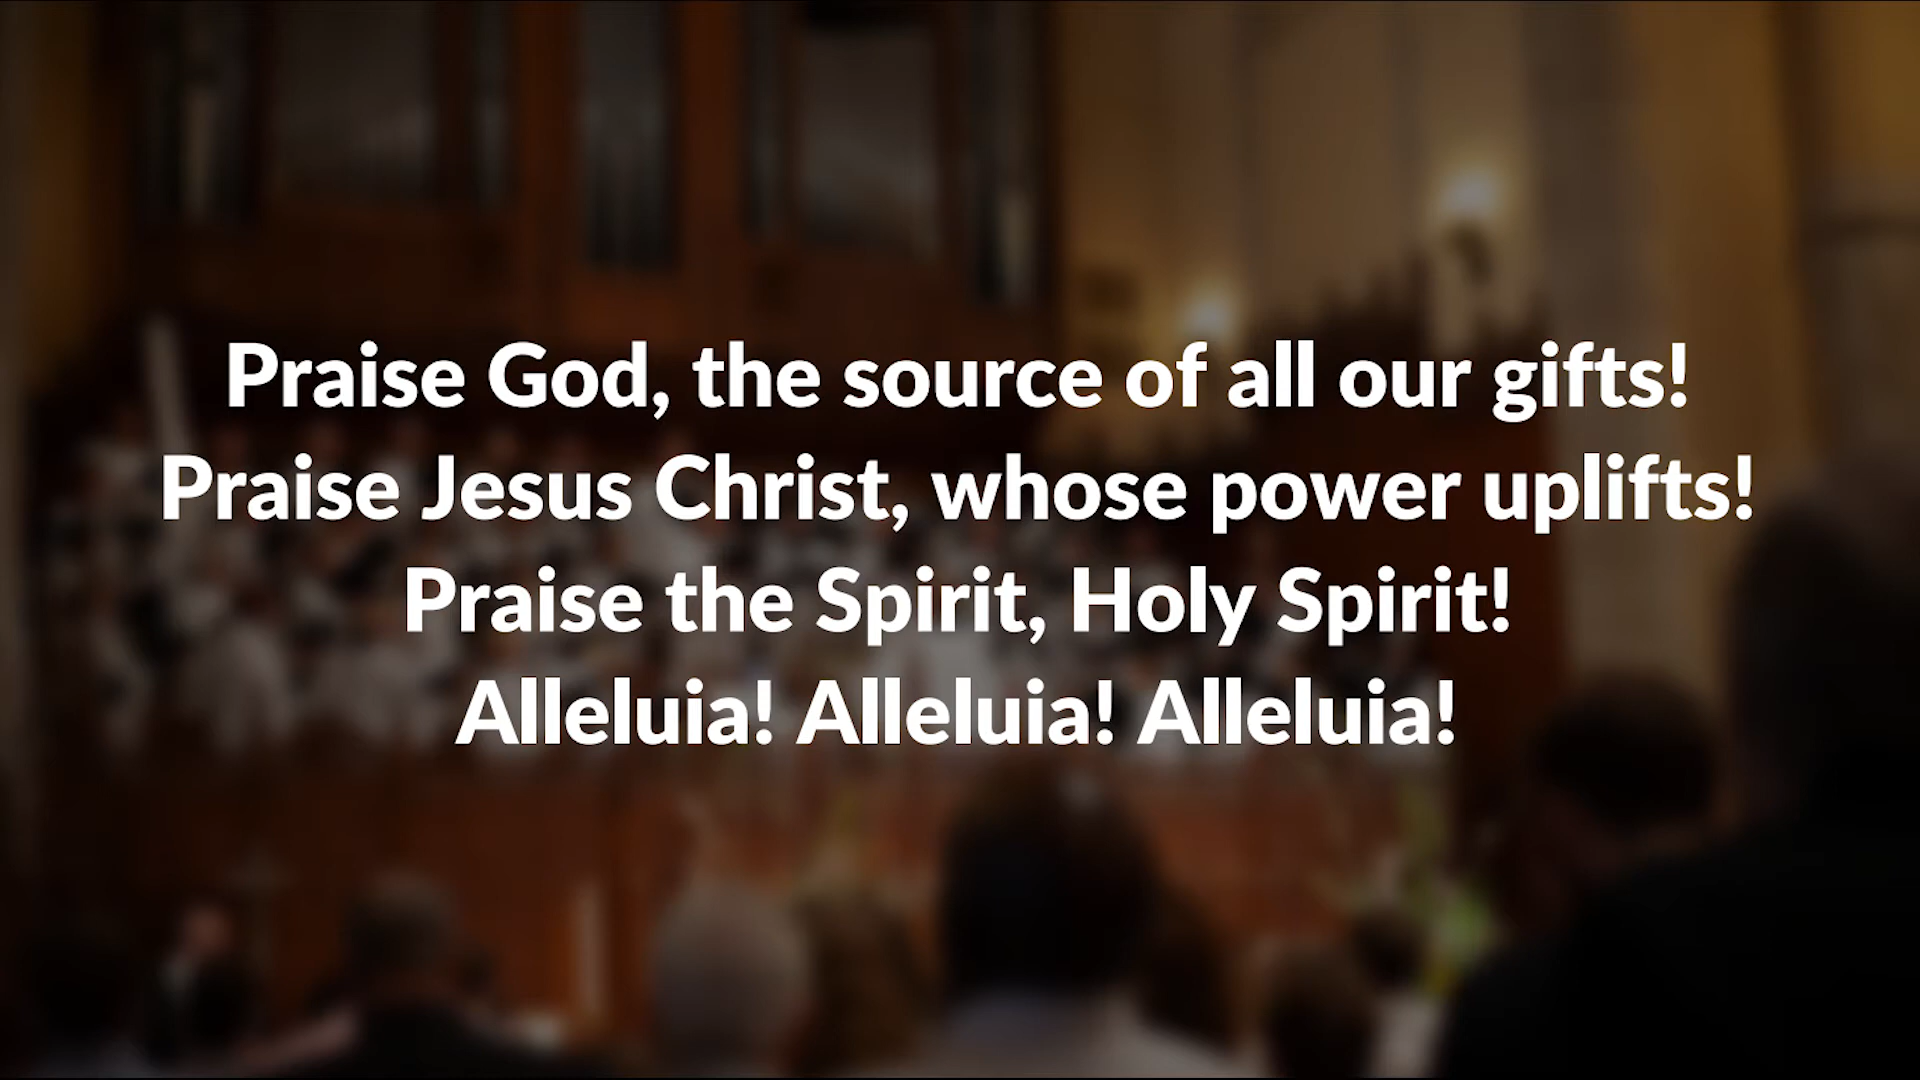 Praise God, the source of all our gifts!
Praise Jesus Christ, whose power uplifts!
Praise the Spirit, Holy Spirit!
Alleluia! Alleluia! Alleluia!